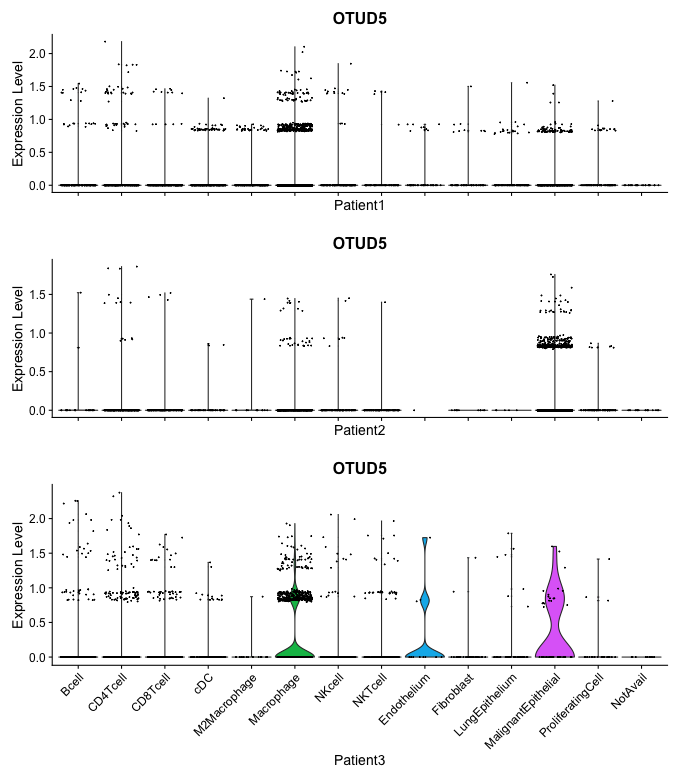 OTUD5
Expression Level
2.0
1.5
1.0
0.5
0.0
Patient1
OTUD5
Expression Level
1.5
1.0
0.5
0.0
Patient2
OTUD5
Expression Level
2.0
1.5
1.0
0.5
0.0
Bcell
CD4Tcell
CD8Tcell
cDC
M2Macrophage
Macrophage
NKcell
NKTcell
Endothelium
Fibroblast
LungEpithelium
MalignantEpithelial
ProliferatingCell
NotAvail
Patient3